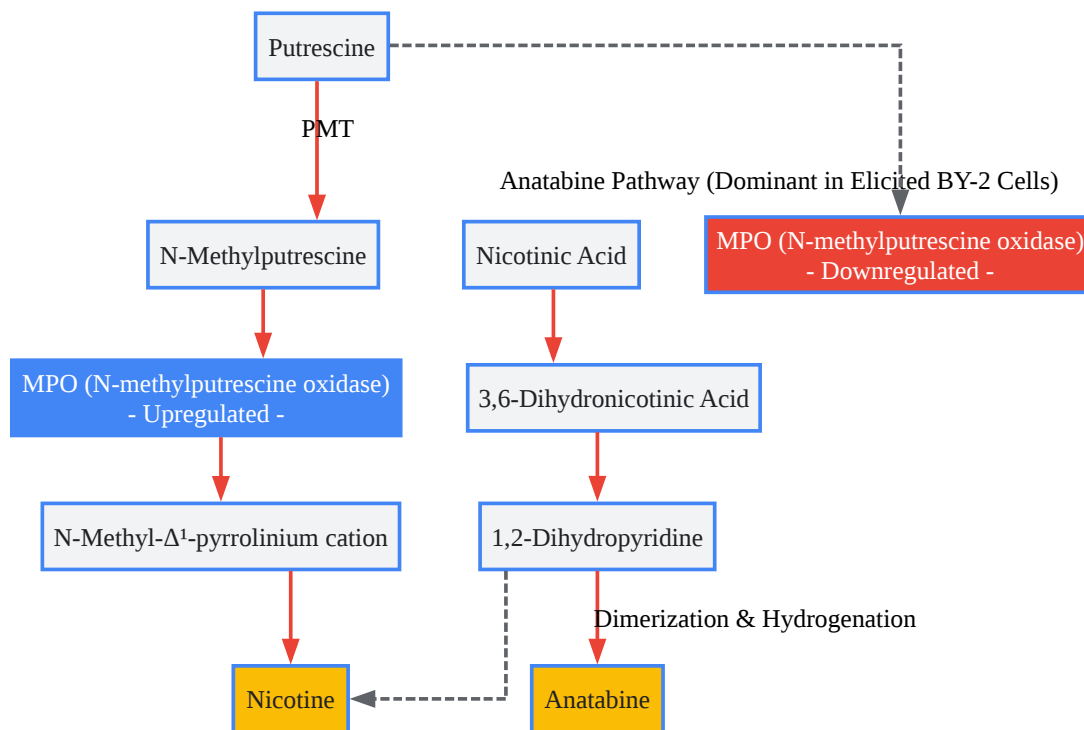 Putrescine
PMT
Anatabine Pathway (Dominant in Elicited BY-2 Cells)
N-Methylputrescine
Nicotinic Acid
MPO (N-methylputrescine oxidase)
- Downregulated -
MPO (N-methylputrescine oxidase)
- Upregulated -
3,6-Dihydronicotinic Acid
N-Methyl-Δ¹-pyrrolinium cation
1,2-Dihydropyridine
Dimerization & Hydrogenation
Nicotine
Anatabine